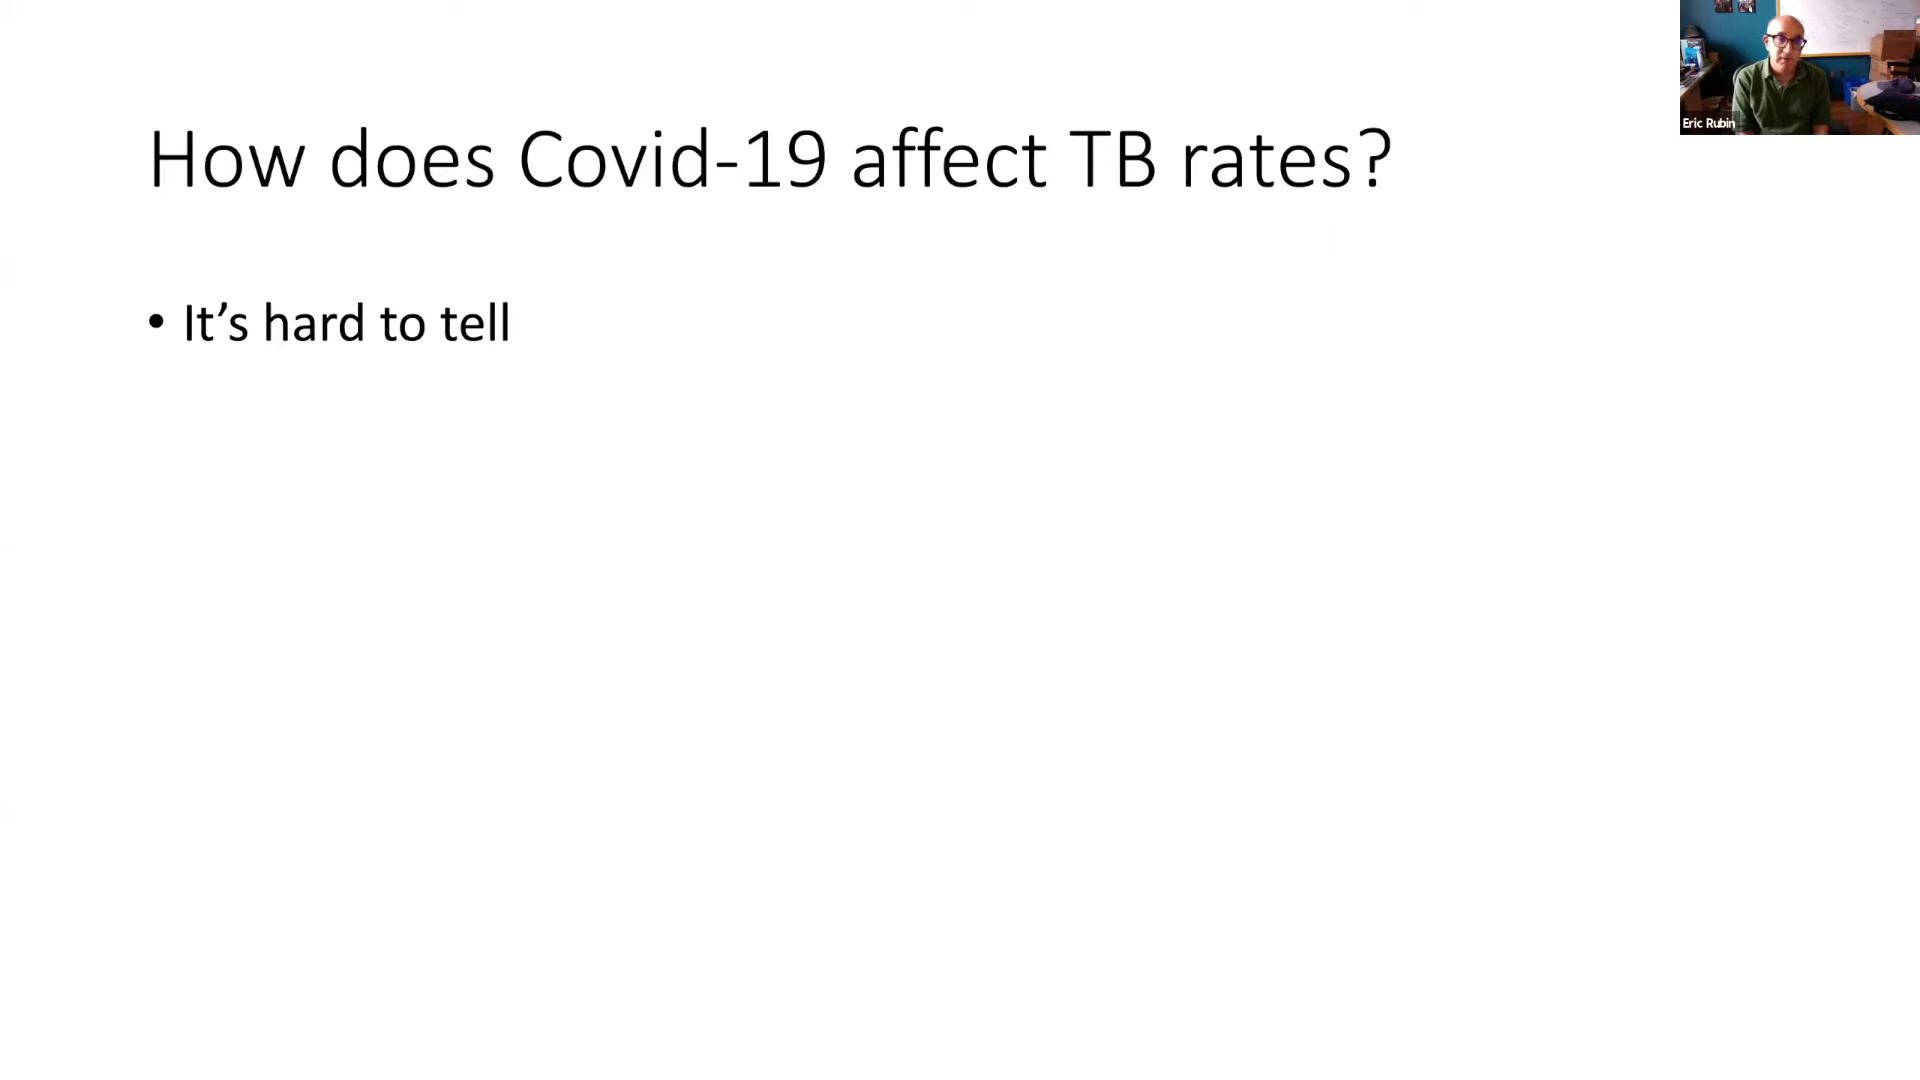 How does Covid-19 affect TB rates?
• It’s hard to tell
Eric Rubin